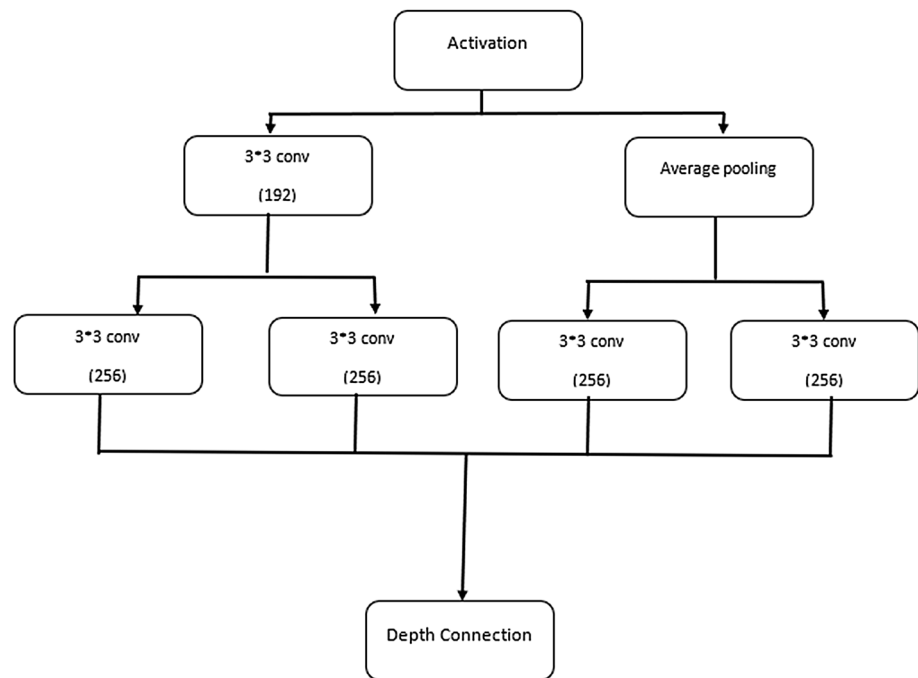 Activation
3*3 conv
(192)
Average pooling
3*3 conv
(256)
3*3 conv
(256)
3*3 conv
(256)
3*3 conv
(256)
Depth Connection